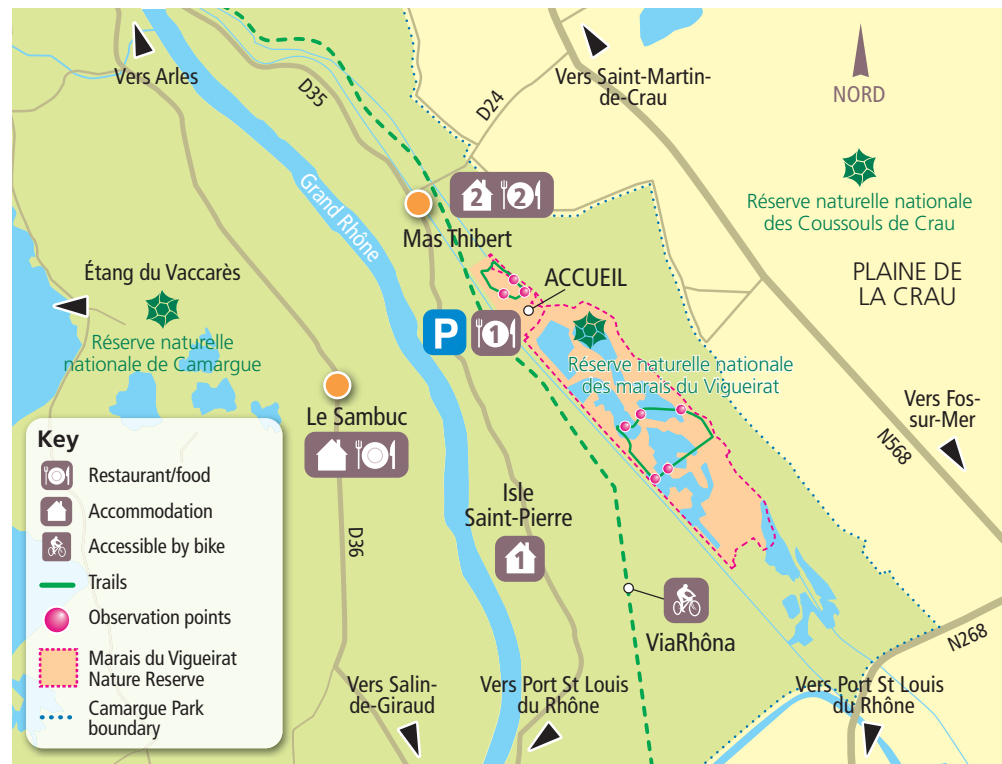 Vers Arles
D35
D24
Vers Saint-Martin-
de-Crau
NORD
Réserve naturelle nationale
des Coussouls de Crau
PLAINE DE
LA CRAU
Grand Rhône
2
2
Mas Thibert
ACCUEIL
Étang du Vaccarès
Réserve naturelle
nationale de Camargue
P
1
Réserve naturelle nationale
des marais du Vigueirat
Le Sambuc
Vers Fos-
sur-Mer
N568
Isle
Saint-Pierre
1
D36
ViaRhôna
N268
Vers Salin-
de-Giraud
Vers Port St Louis
du Rhône
Vers Port St Louis
du Rhône
Key
Restaurant/food
Accommodation
Accessible by bike
Trails
Observation points
Marais du Vigueirat
Nature Reserve
Camargue Park
boundary